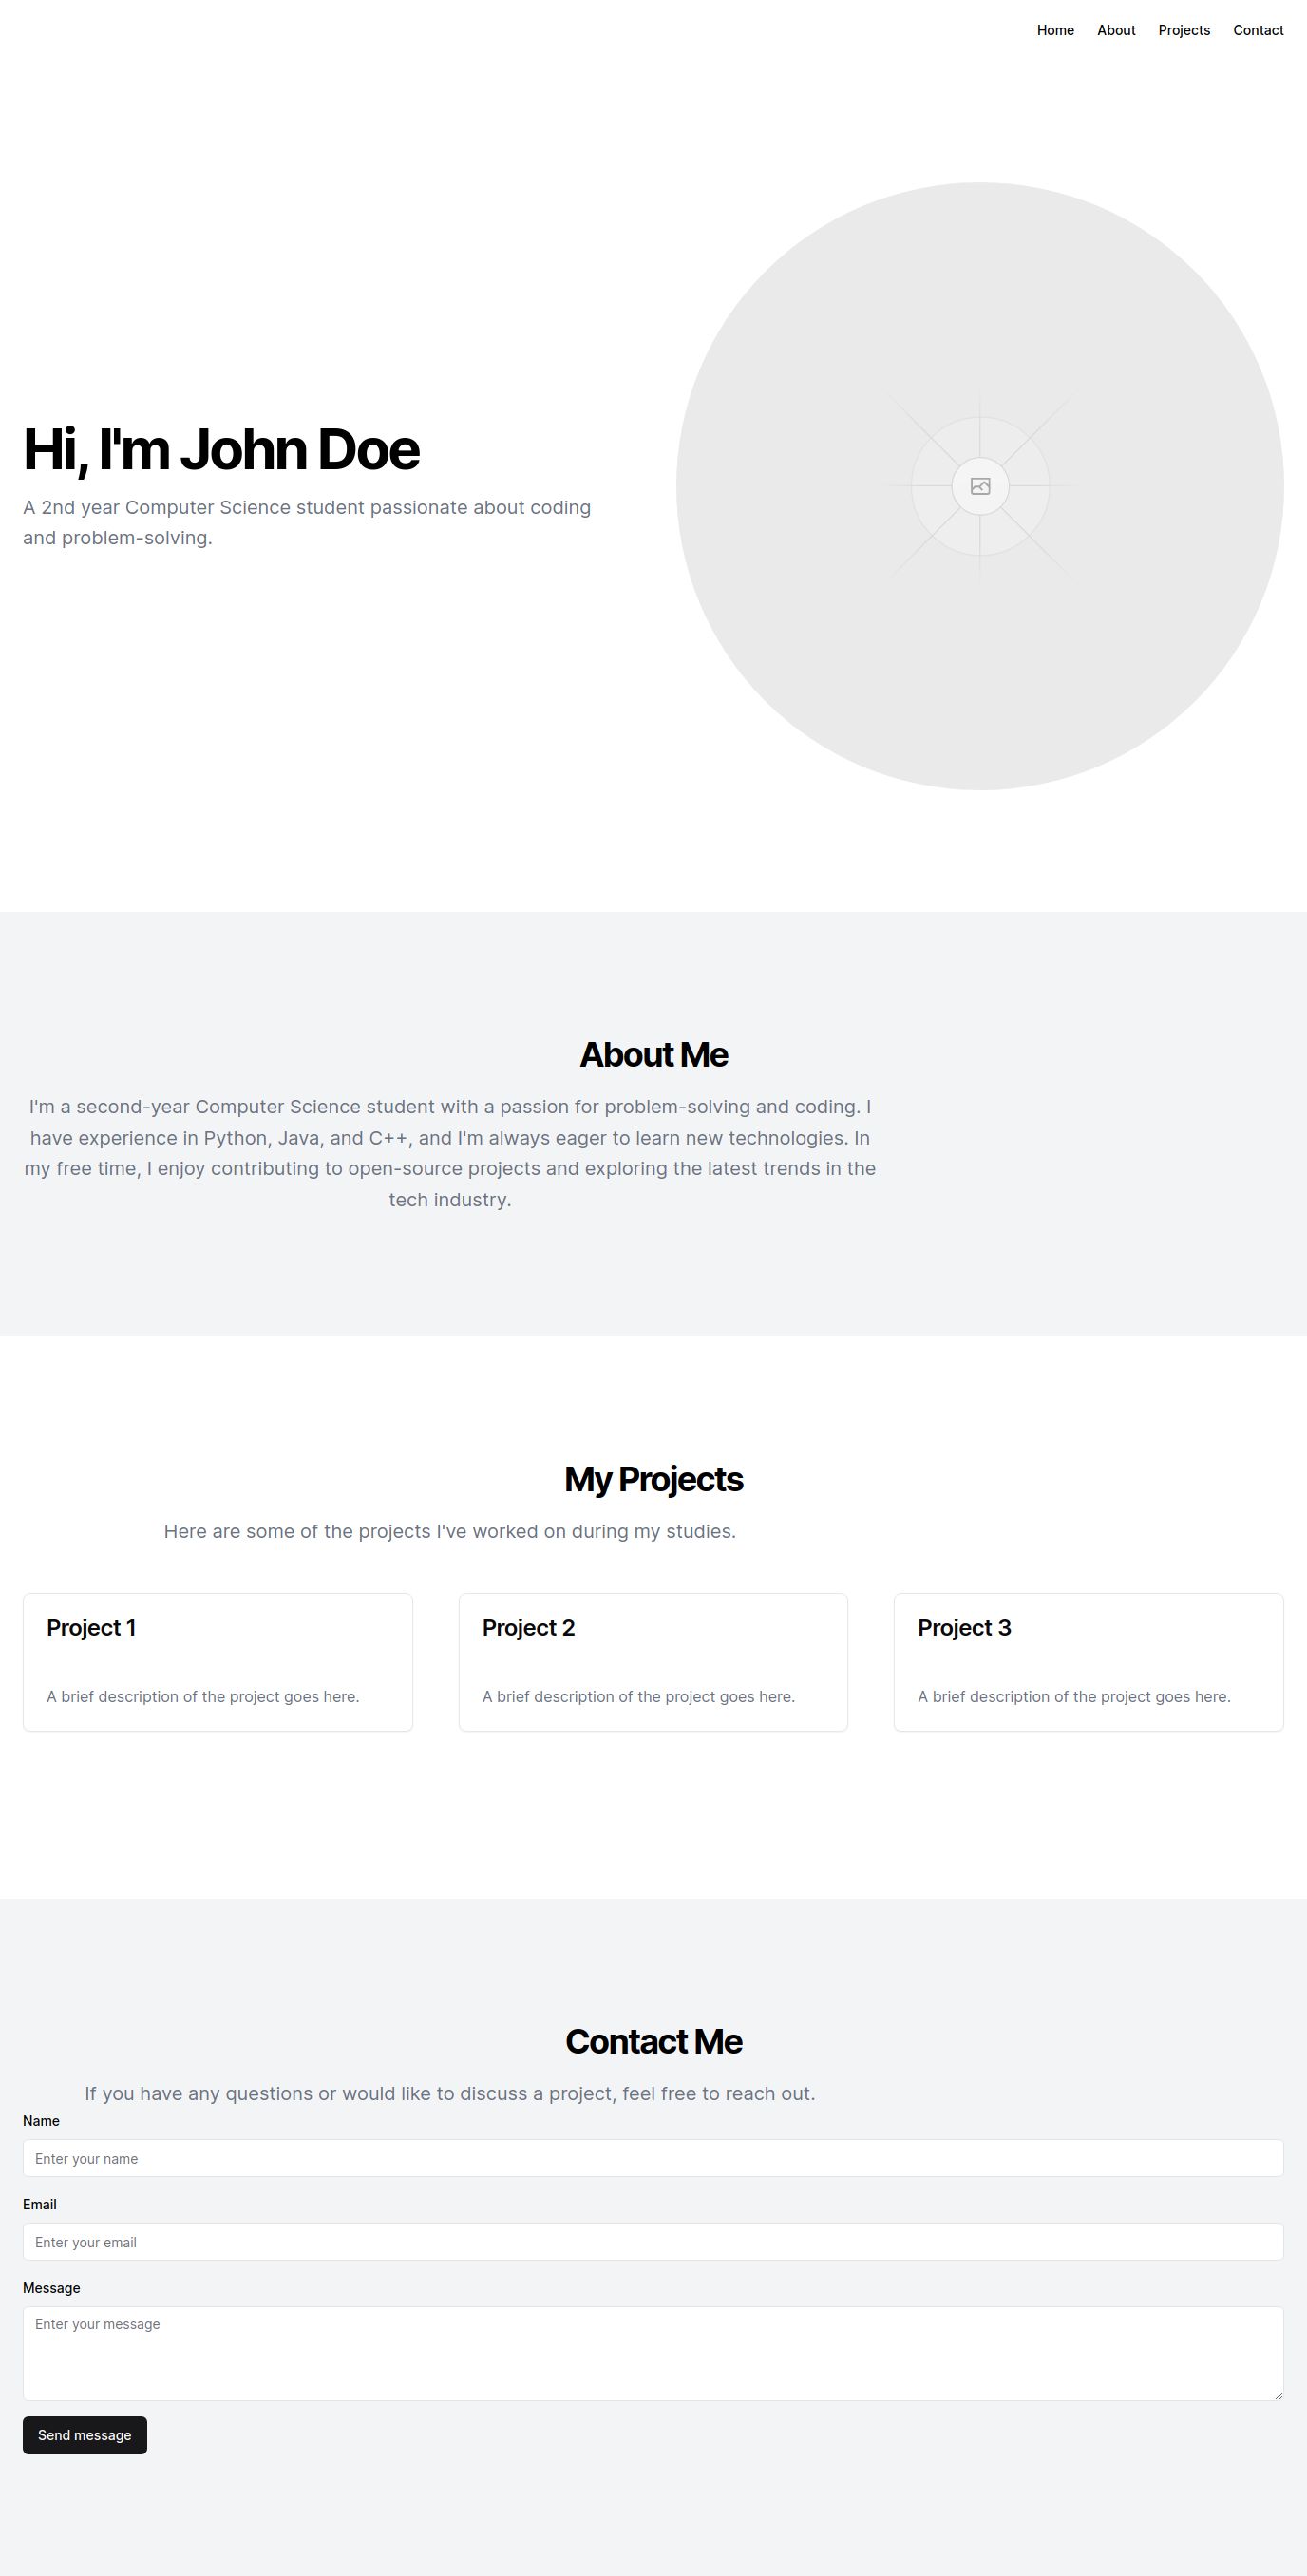 Home About Projects Contact
Hi, I'm John Doe
A 2nd year Computer Science student passionate about coding
and problem-solving.
About Me
I'm a second-year Computer Science student with a passion for problem-solving and coding. I
have experience in Python, Java, and C++, and I'm always eager to learn new technologies. In
my free time, I enjoy contributing to open-source projects and exploring the latest trends in the
tech industry.
My Projects
Here are some of the projects I've worked on during my studies.
Project 1
A brief description of the project goes here.
Project 2
A brief description of the project goes here.
Project 3
A brief description of the project goes here.
Contact Me
If you have any questions or would like to discuss a project, feel free to reach out.
Name
Enter your name
Email
Enter your email
Message
Enter your message
Send message